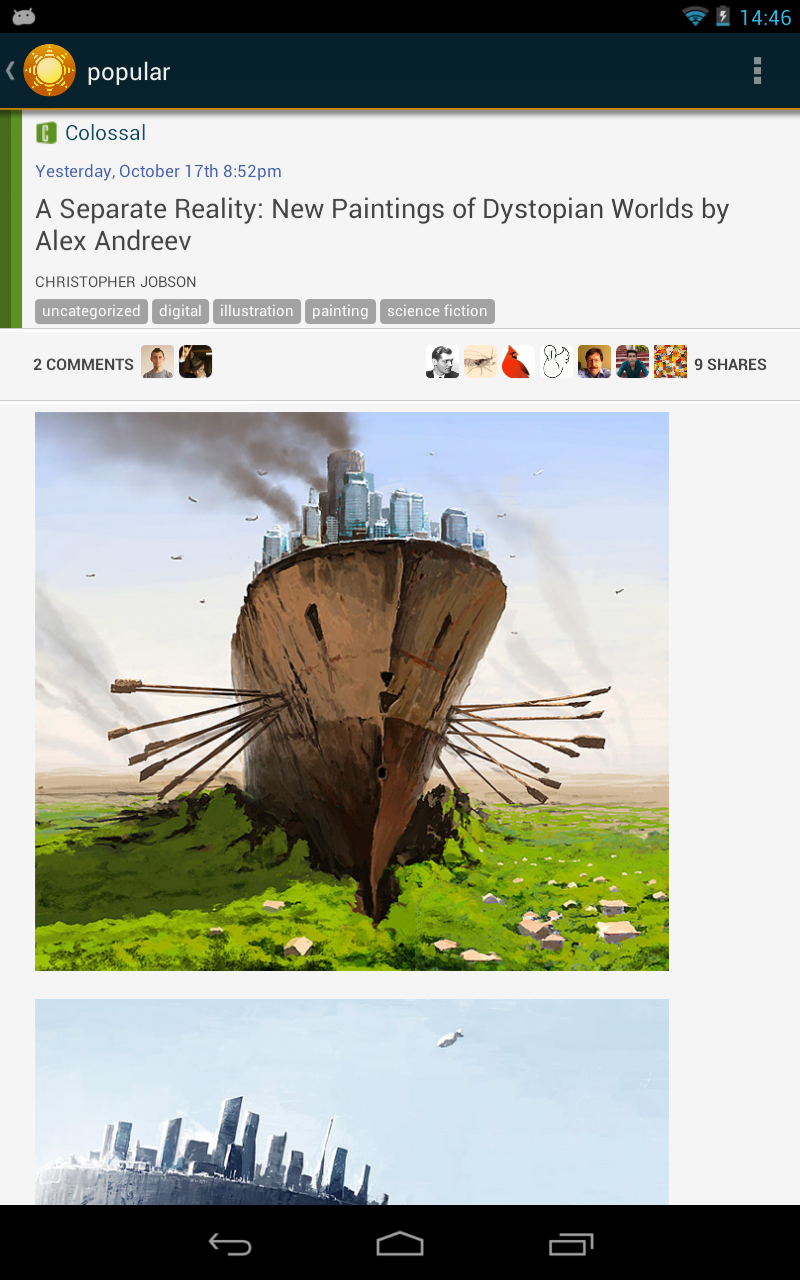 14:46
popular
Colossal
Yesterday, October 17th 8:52pm
A Separate Reality: New Paintings of Dystopian Worlds by
Alex Andreev
CHRISTOPHER JOBSON
uncategorized digital illustration painting science fiction
2 COMMENTS 9 SHARES